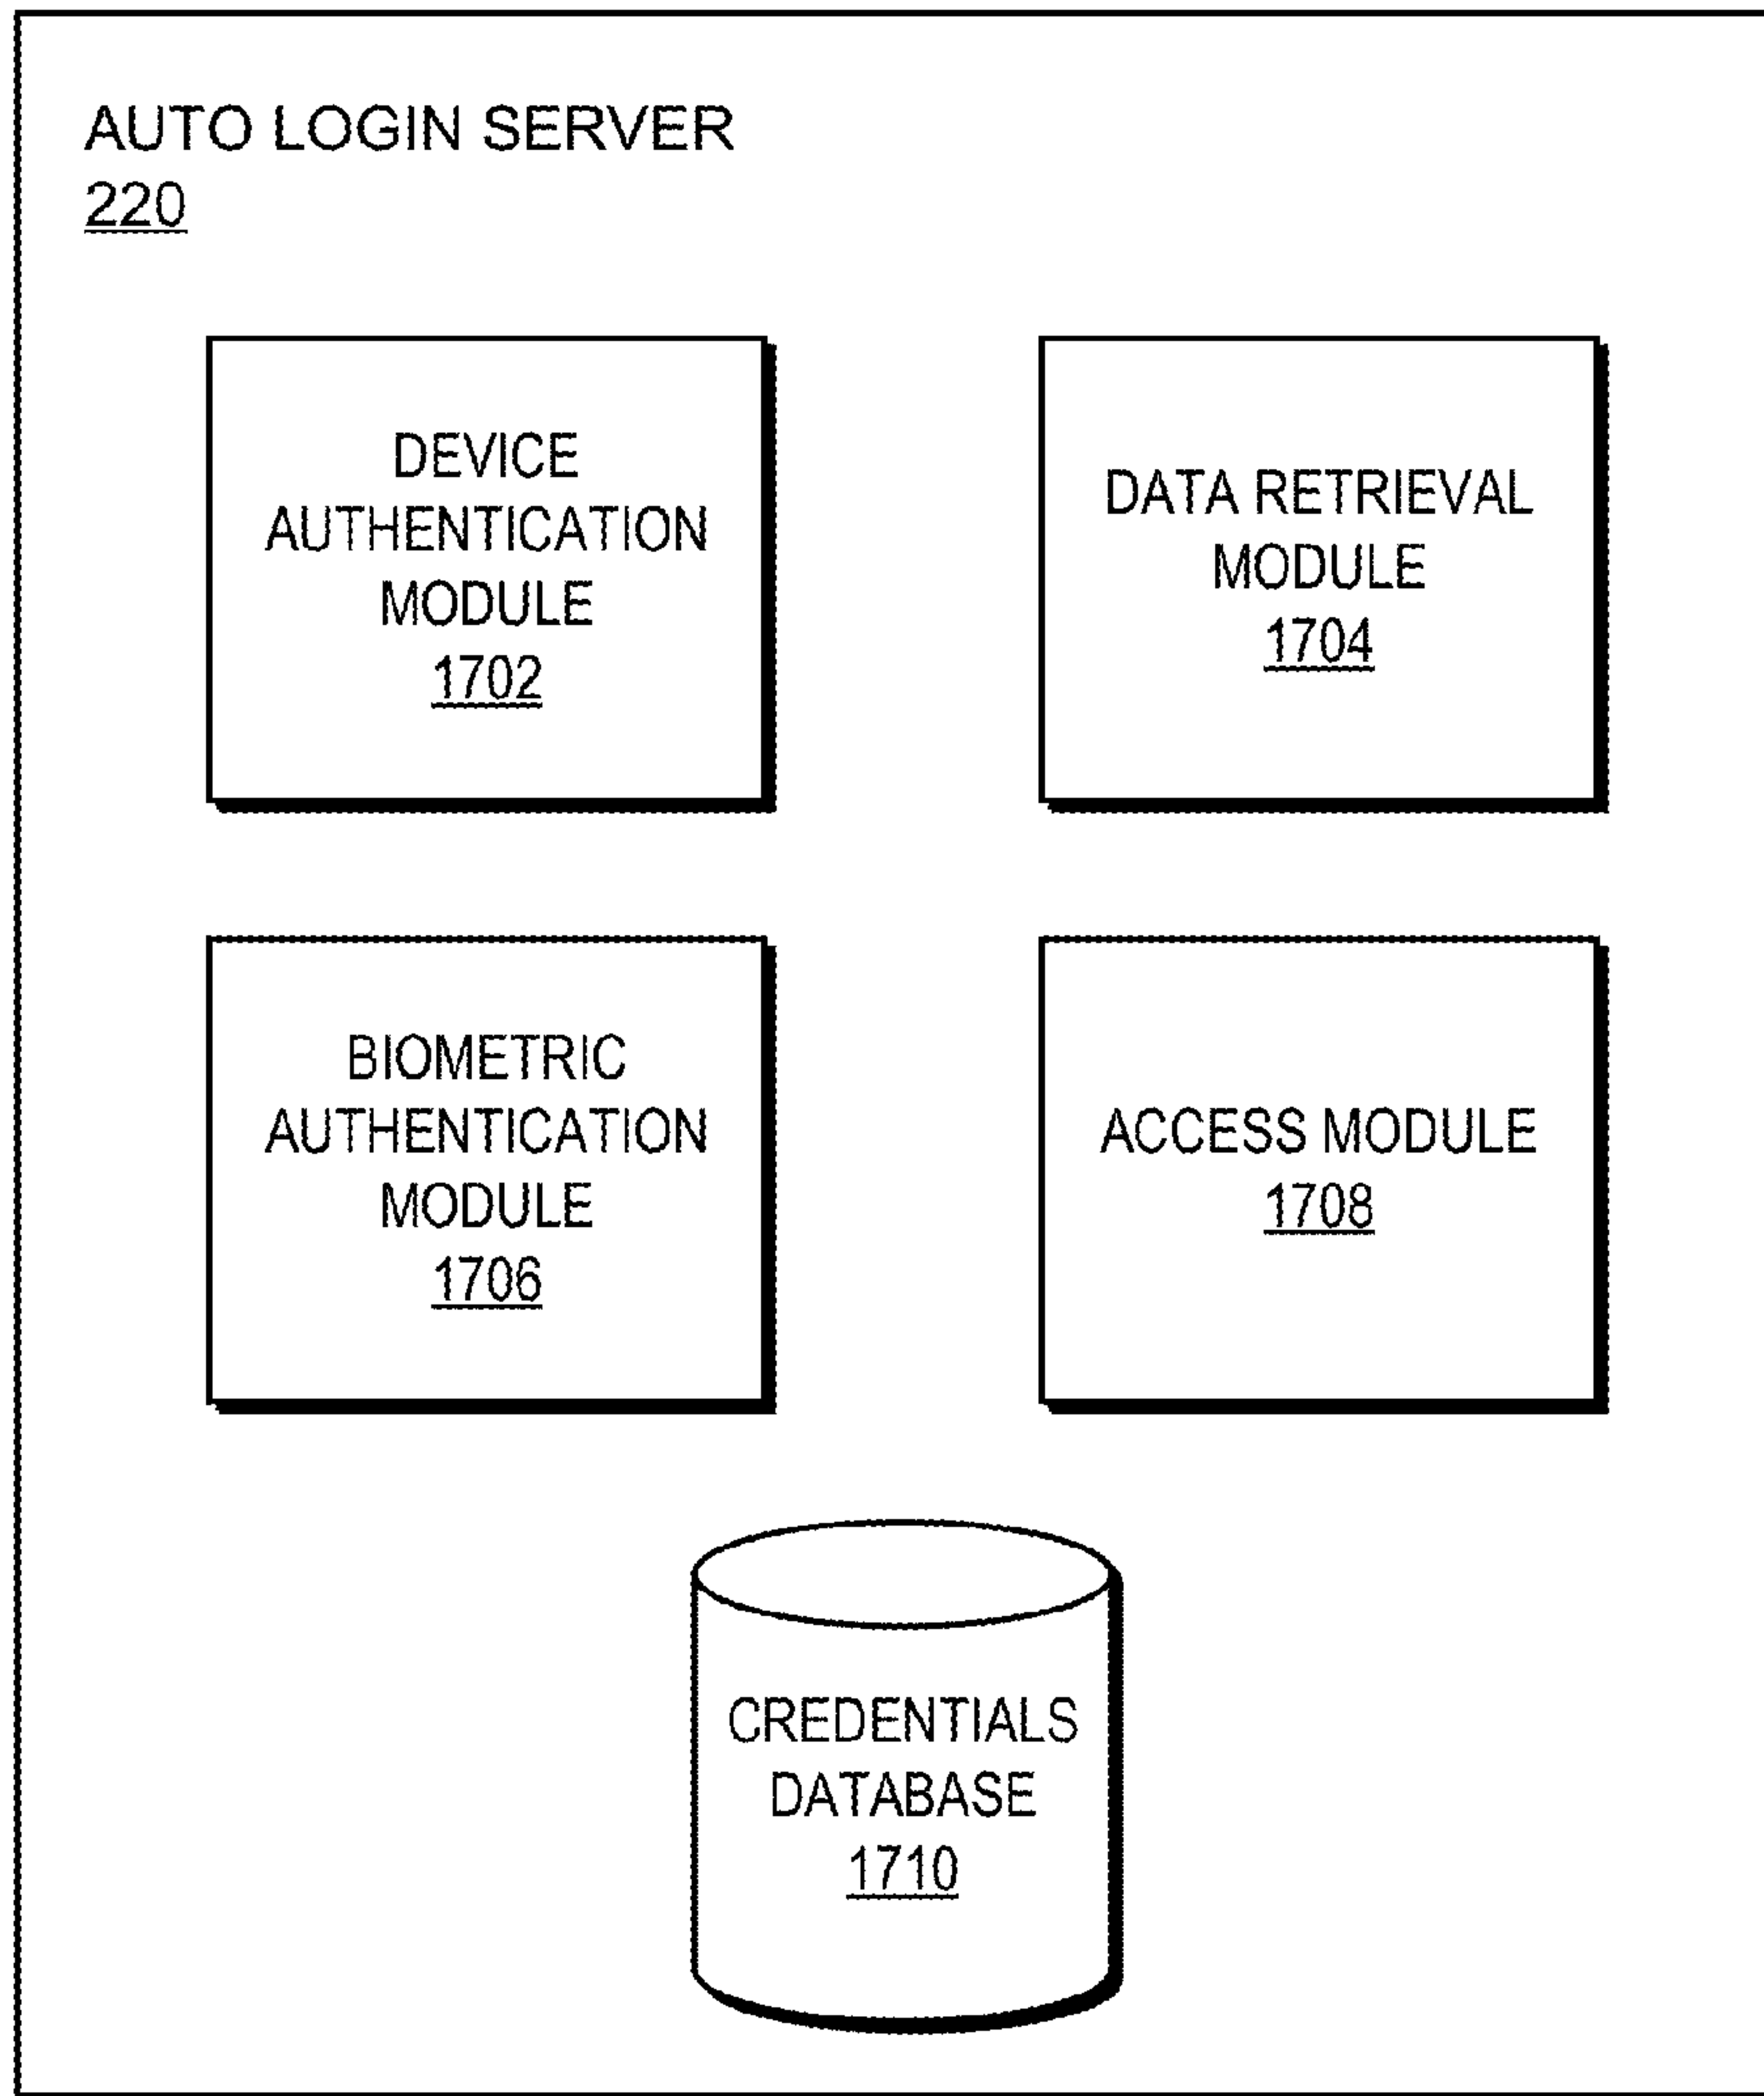 AUTO LOGIN SERVER
220
DEVICE
AUTHENTICATION
MODULE
1702
DATA RETRIEVAL
MODULE
1704
BIOMETRIC
AUTHENTICATION
MODULE
1706
ACCESS MODULE
1708
CREDENTIALS
DATABASE
1710